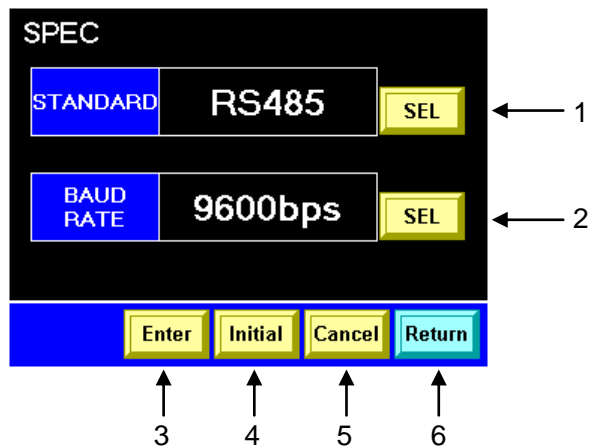 SPEC
STANDARD RS485 SEL 1
BAUD RATE 9600bps SEL 2
Enter Initial Cancel Return
3 4 5 6